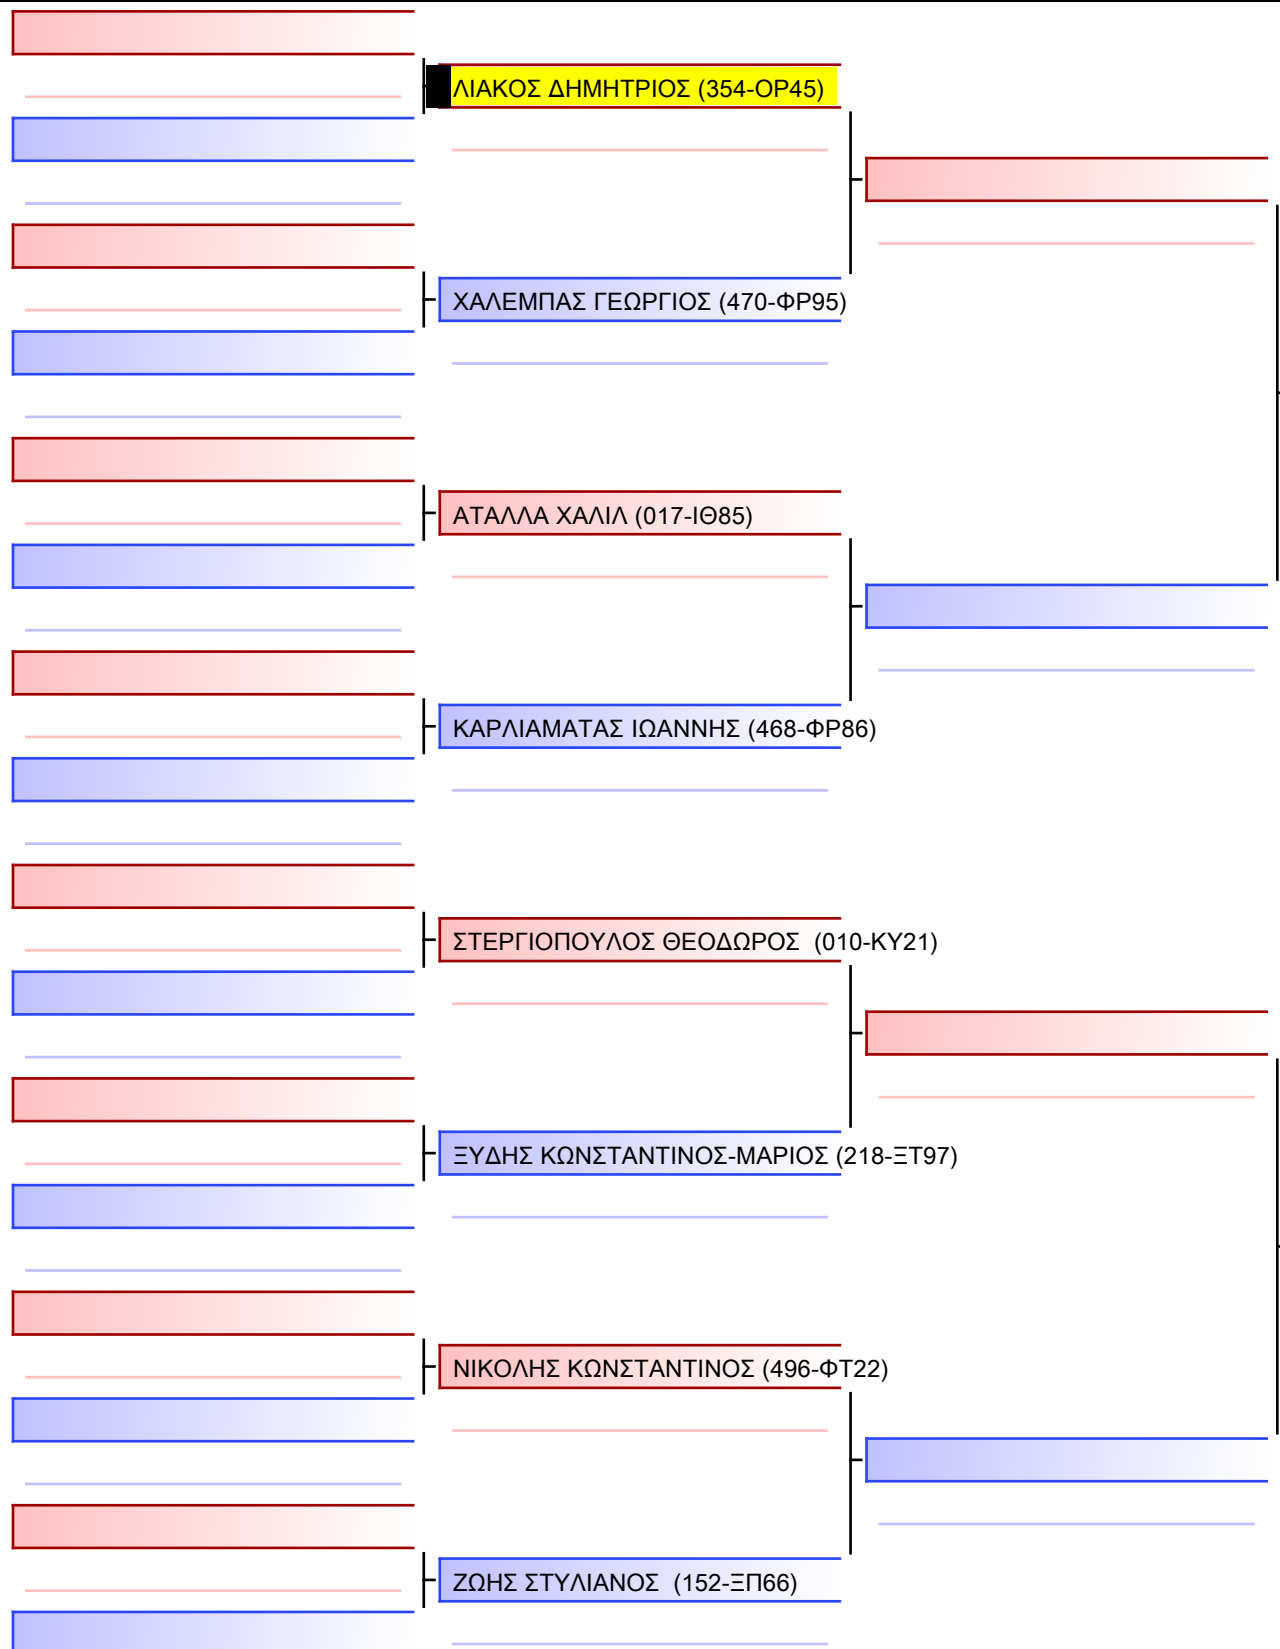 ΛΙΑΚΟΣ ΔΗΜΗΤΡΙΟΣ (354-ΟΡ45)
ΧΑΛΕΜΠΑΣ ΓΕΩΡΓΙΟΣ (470-ΦΡ95)
ΑΤΑΛΛΑ ΧΑΛΙΛ (017-ΙΘ85)
ΚΑΡΛΙΑΜΑΤΑΣ ΙΩΑΝΝΗΣ (468-ΦΡ86)
ΣΤΕΡΓΙΟΠΟΥΛΟΣ ΘΕΟΔΩΡΟΣ (010-ΚΥ21)
ΞΥΔΗΣ ΚΩΝΣΤΑΝΤΙΝΟΣ-ΜΑΡΙΟΣ (218-ΞΤ97)
ΝΙΚΟΛΗΣ ΚΩΝΣΤΑΝΤΙΝΟΣ (496-ΦΤ22)
ΖΩΗΣ ΣΤΥΛΙΑΝΟΣ (152-ΞΠ66)